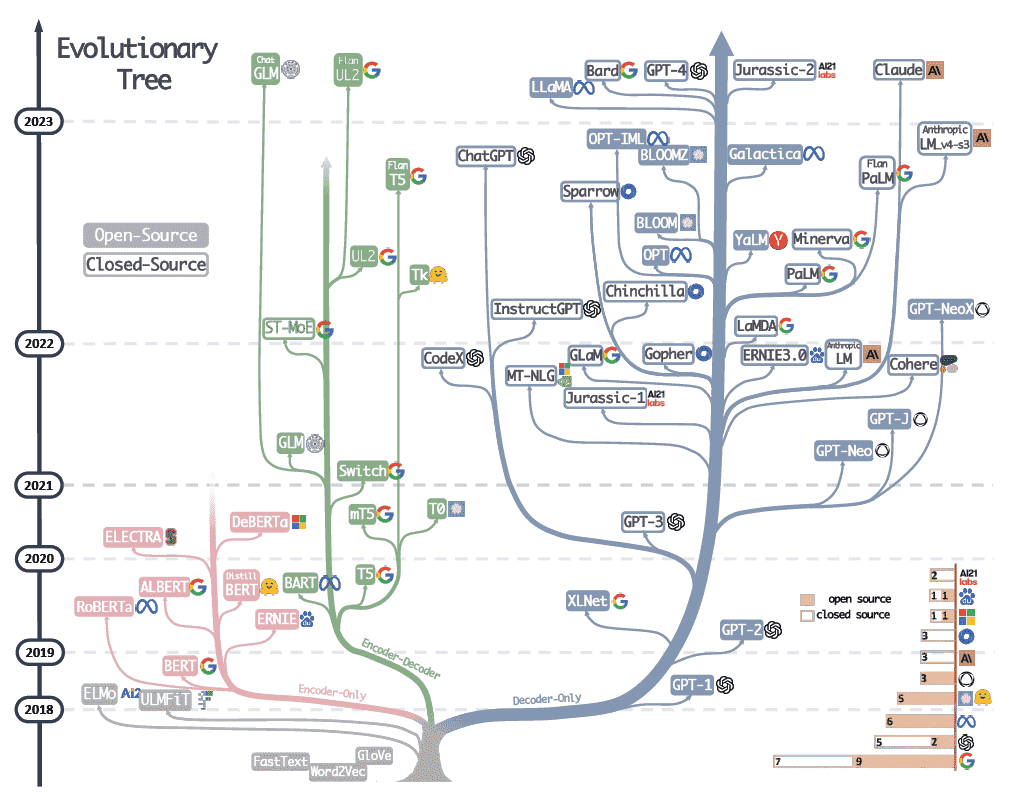 Evolutionary
Tree
2023
2022
2021
2020
2019
2018
Open-Source
Closed-Source
Chat
GLM
Flan
UL2
Flan
T5
UL2
Tk
ST-MoE
GLM
Switch
mT5
T0
DeBERTa
ELECTRA
BART
T5
Distill
BERT
ALBERT
RoBERTa
ERNIE
BERT
ELMo
Ai2
ULMFiT
Encoder-Only
Encoder-Decoder
Decoder-Only
FastText
Word2Vec
GloVe
Bard
GPT-4
Jurassic-2
AI21
labs
Claude
A\
LLaMA
OPT-IML
BLOOMZ
Galactica
Anthropic
LM_v4-s3
A\
ChatGPT
Flan
PaLM
Sparrow
BLOOM
YaLM
Minerva
OPT
PaLM
Chinchilla
InstructGPT
GPT-NeoX
LaMDA
CodeX
GLaM
Gopher
ERNIE3.0
Anthropic
LM
A\
Cohere
MT-NLG
Jurassic-1
AI21
labs
GPT-J
GPT-Neo
GPT-3
XLNet
GPT-2
GPT-1
open source
closed source
2
AI21
labs
1 1
1 1
3
3
A\
3
5
6
5 2
7 9